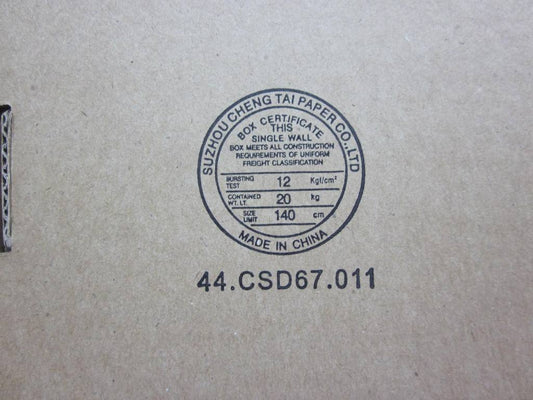 SUZHOU CHENG TAI PAPER CO.,LTD
BOX CERTIFICATE
THIS
SINGLE WALL
BOX MEETS ALL CONSTRUCTION
REQUIREMENTS OF UNIFORM
FREIGHT CLASSIFICATION
BURSTING TEST 12 Kgf/cm²
CONTAINED WT. LT. 20 kg
SIZE LIMIT 140 cm
MADE IN CHINA
44.CSD67.011